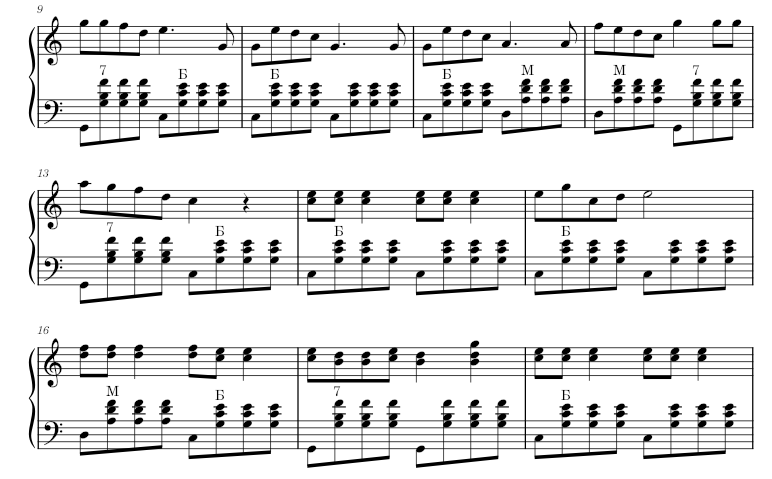 9
7 Б Б Б М М 7
13
7 Б Б Б
16
М Б 7 Б